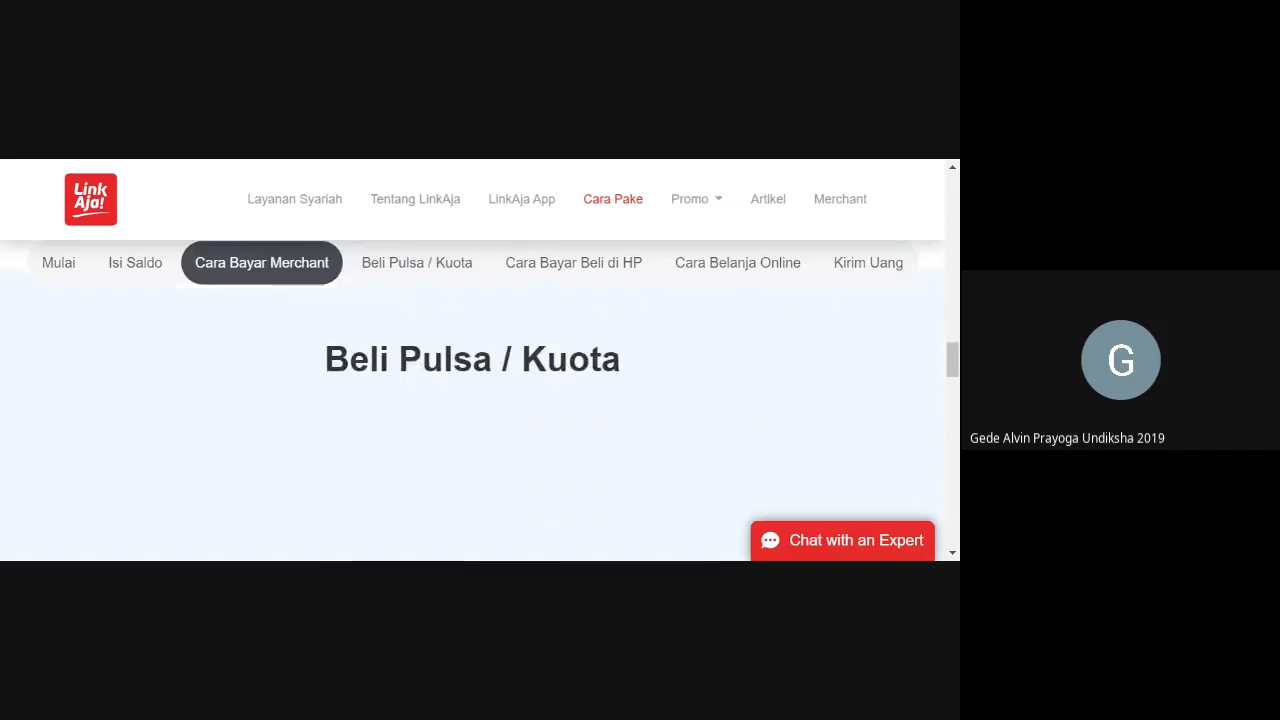 Link
Aja!
Layanan Syariah Tentang LinkAja LinkAja App Cara Pake Promo Artikel Merchant
Mulai Isi Saldo Cara Bayar Merchant Beli Pulsa / Kuota Cara Bayar Beli di HP Cara Belanja Online Kirim Uang
Beli Pulsa / Kuota
Chat with an Expert
G
Gede Alvin Prayoga Undiksha 2019